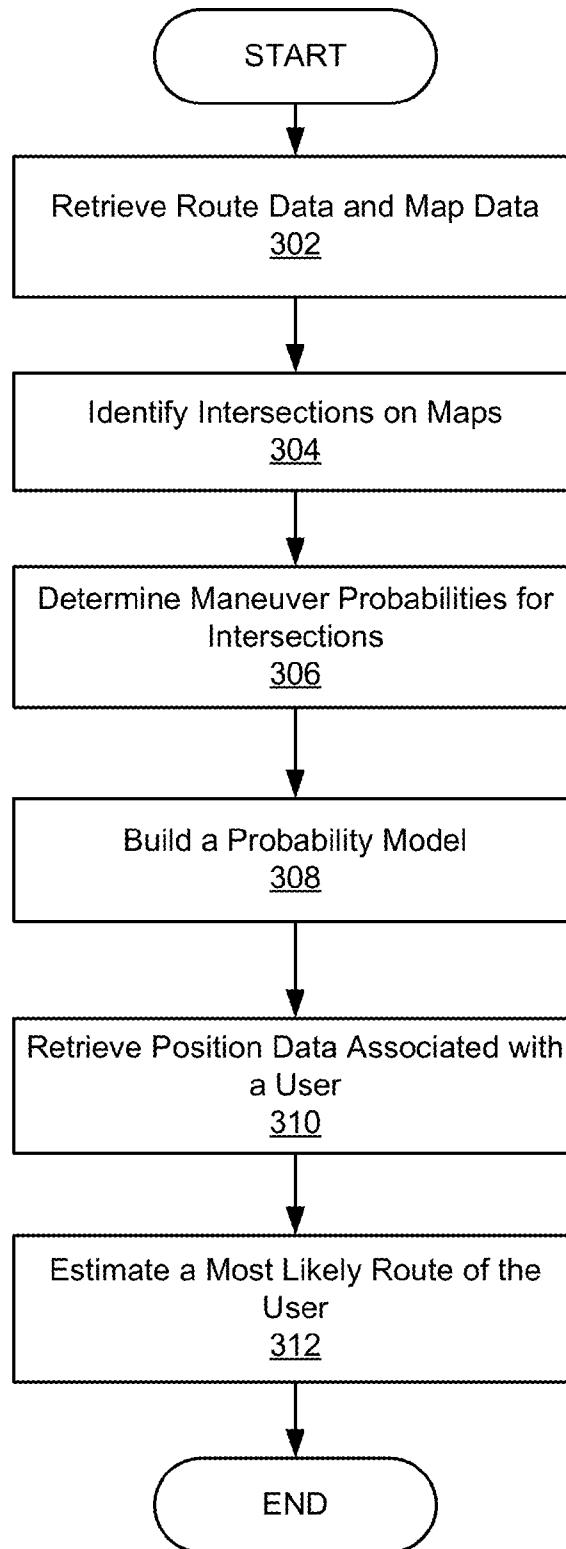 START
Retrieve Route Data and Map Data
302
Identify Intersections on Maps
304
Determine Maneuver Probabilities for
Intersections
306
Build a Probability Model
308
Retrieve Position Data Associated with
a User
310
Estimate a Most Likely Route of the
User
312
END